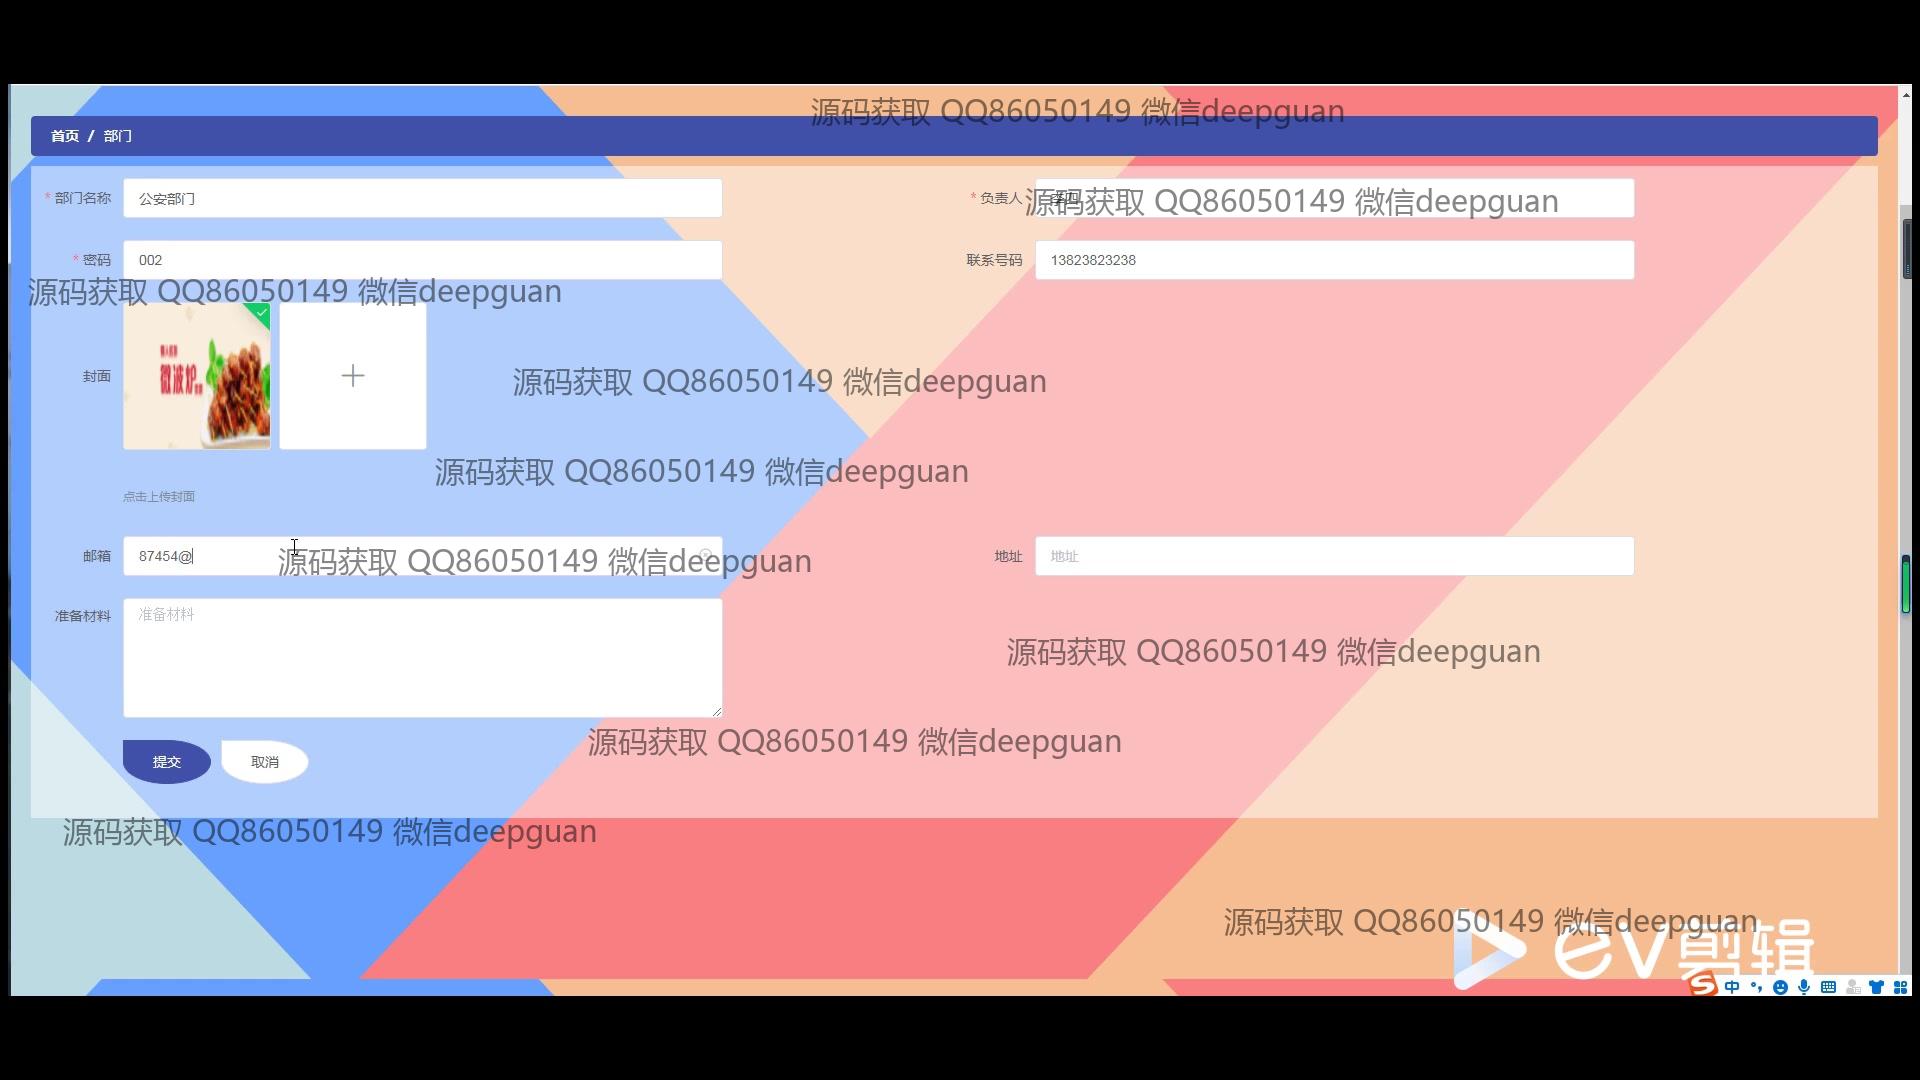 源码获取 QQ86050149 微信deepguan
首页 / 部门
* 部门名称 公安部门
* 负责人
源码获取 QQ86050149 微信deepguan
* 密码 002
联系号码 13823823238
源码获取 QQ86050149 微信deepguan
封面
微波炉
源码获取 QQ86050149 微信deepguan
源码获取 QQ86050149 微信deepguan
点击上传封面
邮箱 87454@
源码获取 QQ86050149 微信deepguan
地址 地址
准备材料 准备材料
源码获取 QQ86050149 微信deepguan
源码获取 QQ86050149 微信deepguan
提交 取消
源码获取 QQ86050149 微信deepguan
源码获取 QQ86050149 微信deepguan
ev剪辑
中